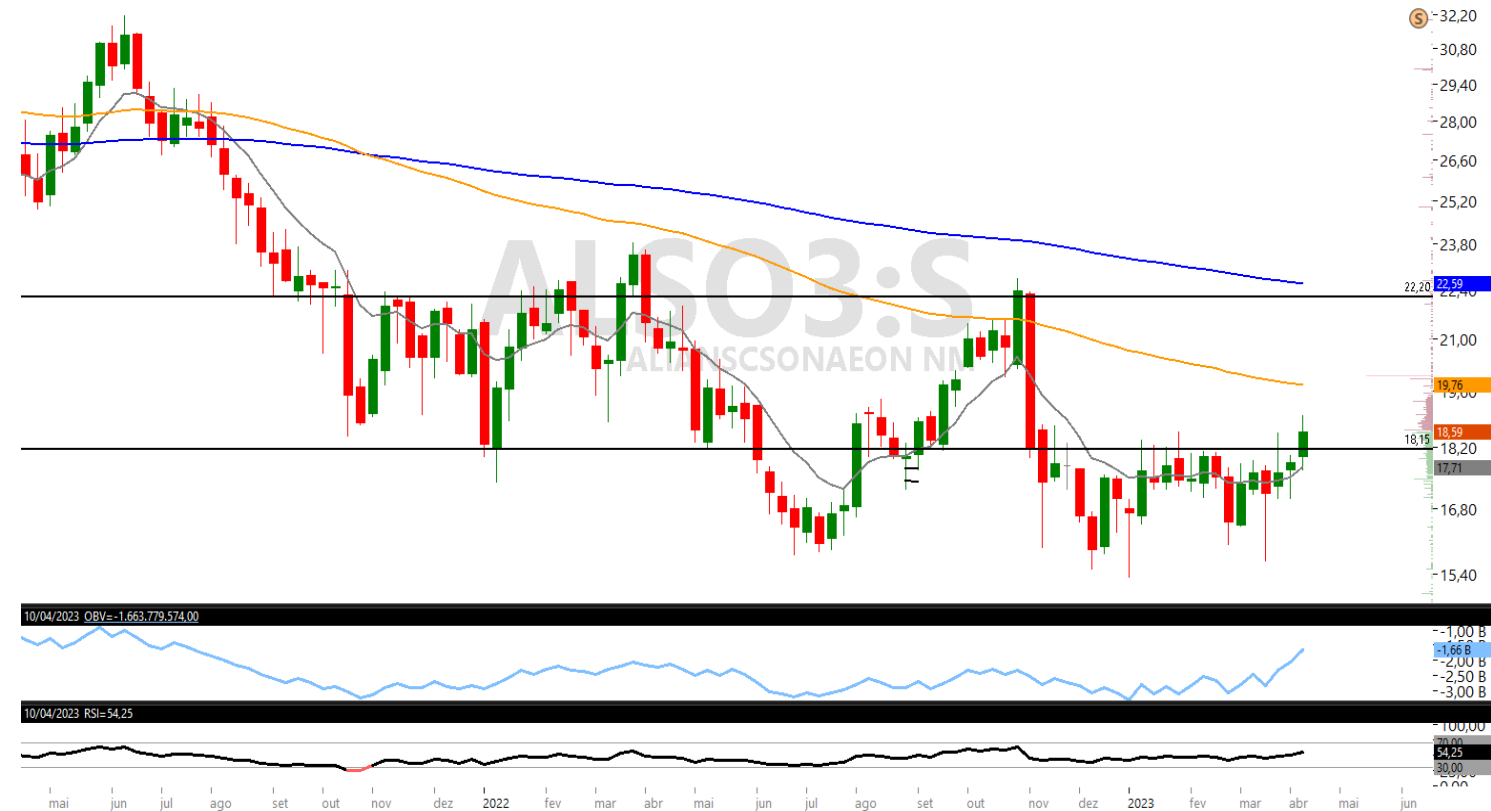 S
32,20
30,80
29,40
28,00
26,60
25,20
23,80
22,20
22,59
22,40
ALSO3:S
ALIANSCSONAEON NM
21,00
19,76
19,60
18,59
18,15
18,20
17,71
16,80
15,40
10/04/2023 OBV=-1.663.779.574,00
-1,00 B
-1,66 B
-2,00 B
-2,50 B
-3,00 B
10/04/2023 RSI=54,25
100,00
70,00
54,25
30,00
0,00
mai jun jul ago set out nov dez 2022 fev mar abr mai jun jul ago set out nov dez 2023 fev mar abr mai jun